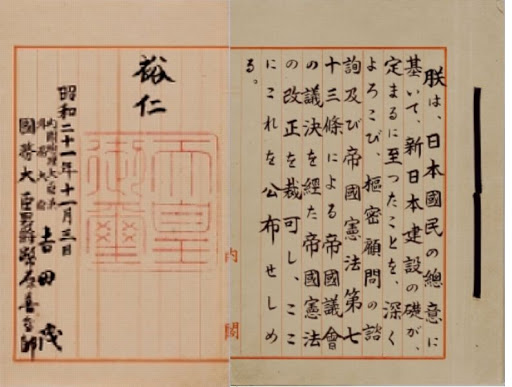 朕は、日本國民の總意に
基いて、新日本建設の礎が、
定まるに至つたことを、深く
よろこび、樞密顧問の諮
詢及び帝國憲法第七
十三條による帝國議會
の議決を經た帝國憲法
の改正を裁可し、ここ
にこれを公布せしめ
る。
内閣
裕仁
天皇御璽
昭和二十一年十一月三日
内閣總理大臣兼
外務大臣
吉田茂
國務大臣 男爵 幣原喜重郎